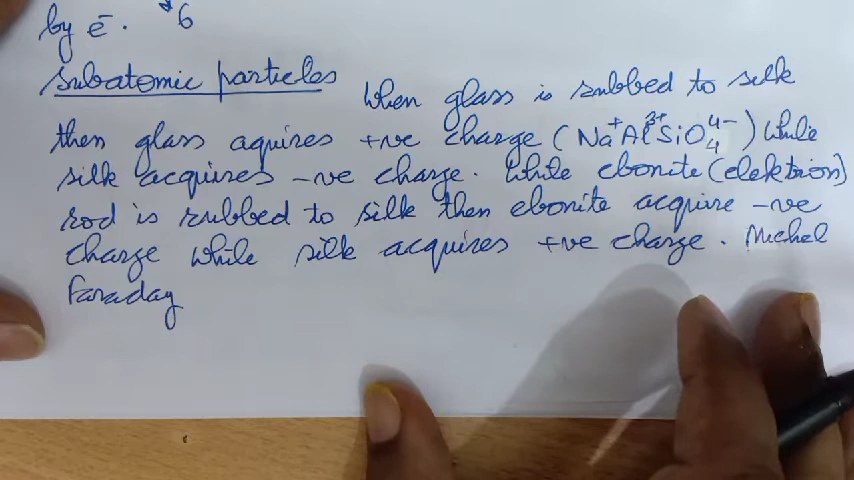 by e⁻. *6
Subatomic particles When glass is rubbed to silk
then glass aquires +ve charge (Na⁺Al³⁺SiO₄⁴⁻) While
silk acquires -ve charge. While ebonite (elektrion)
rod is rubbed to silk then ebonite acquire -ve
charge while silk acquires +ve charge. Michel
Faraday